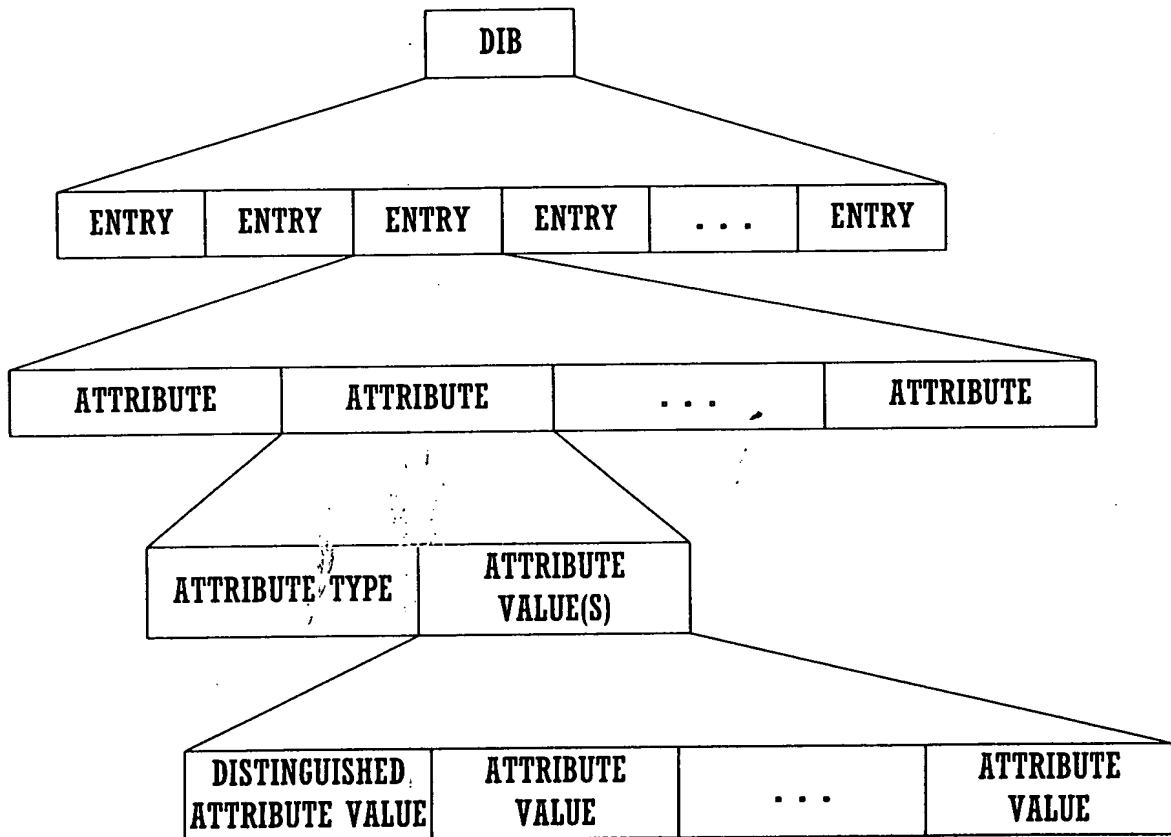 DIB
ENTRY ENTRY ENTRY ENTRY ... ENTRY
ATTRIBUTE ATTRIBUTE ... ATTRIBUTE
ATTRIBUTE TYPE
ATTRIBUTE
VALUE(S)
DISTINGUISHED
ATTRIBUTE VALUE
ATTRIBUTE
VALUE
...
ATTRIBUTE
VALUE